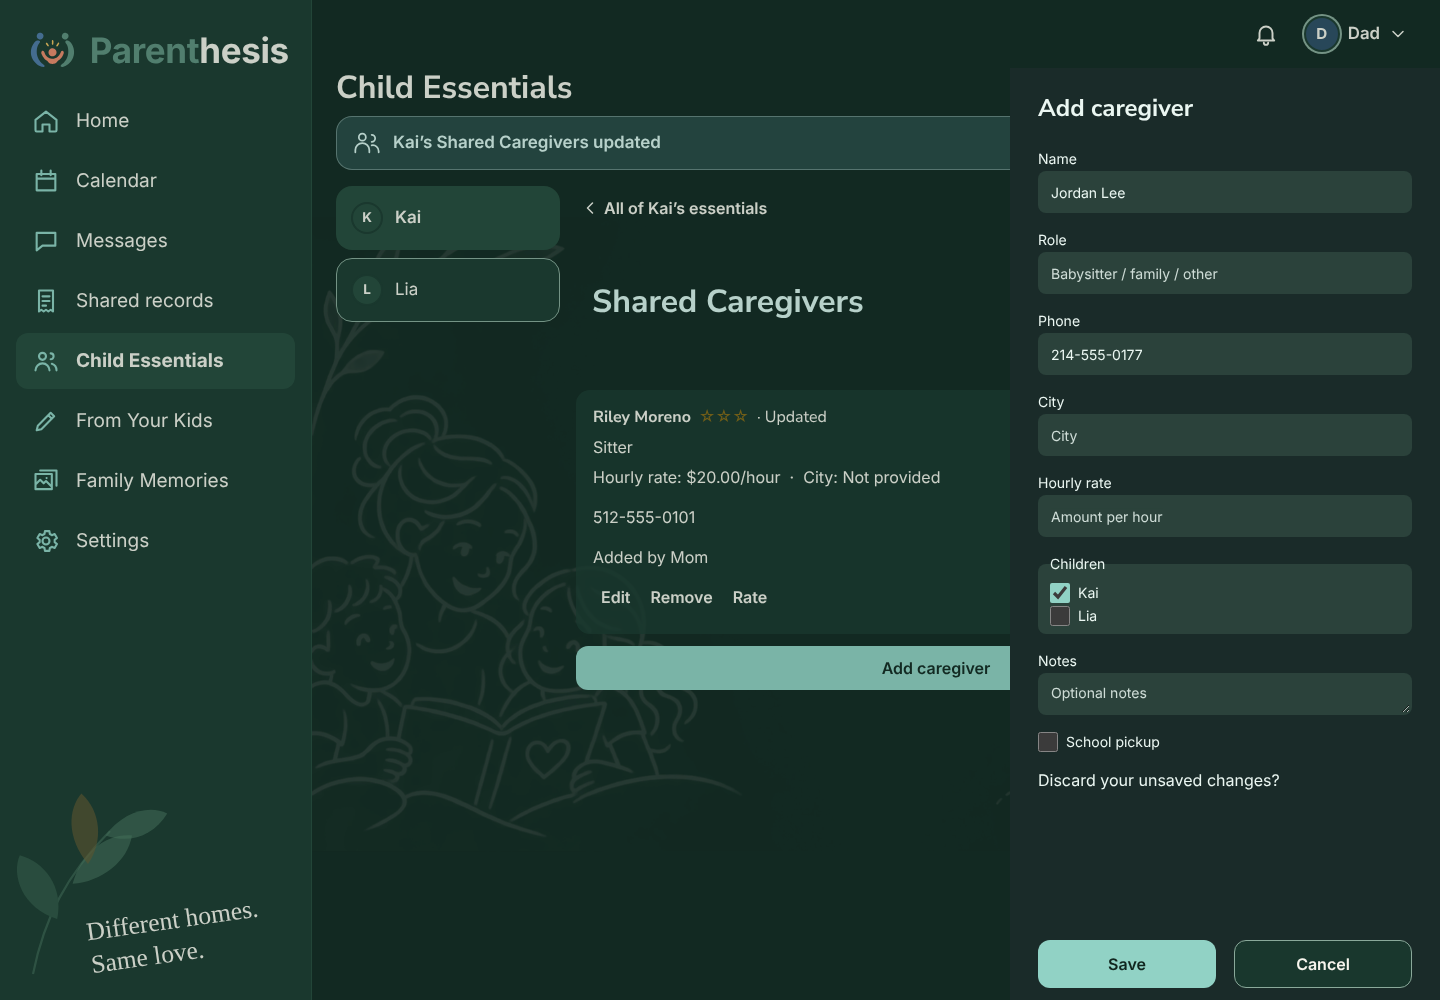 Parenthesis
Home
Calendar
Messages
Shared records
Child Essentials
From Your Kids
Family Memories
Settings
Different homes.
Same love.
D Dad
Child Essentials
Kai’s Shared Caregivers updated
K Kai
L Lia
All of Kai’s essentials
Shared Caregivers
Riley Moreno ☆☆☆ · Updated
Sitter
Hourly rate: $20.00/hour · City: Not provided
512-555-0101
Added by Mom
Edit Remove Rate
Add caregiver
Add caregiver
Name
Jordan Lee
Role
Babysitter / family / other
Phone
214-555-0177
City
City
Hourly rate
Amount per hour
Children
Kai
Lia
Notes
Optional notes
School pickup
Discard your unsaved changes?
Save Cancel